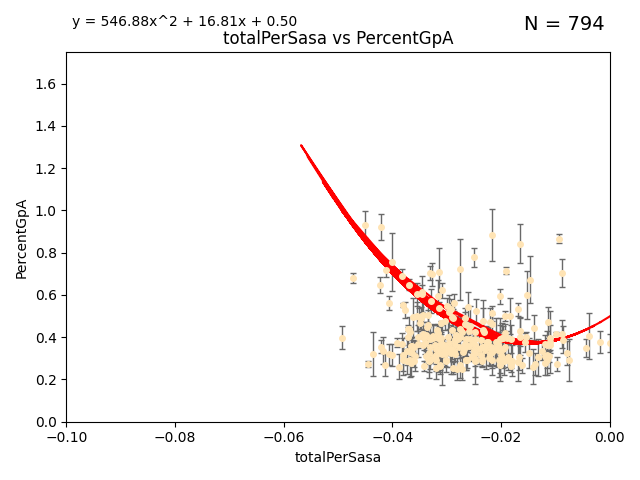 y = 546.88x^2 + 16.81x + 0.50
N = 794
totalPerSasa vs PercentGpA
PercentGpA
1.6
1.4
1.2
1.0
0.8
0.6
0.4
0.2
0.0
−0.10 −0.08 −0.06 −0.04 −0.02 0.00
totalPerSasa